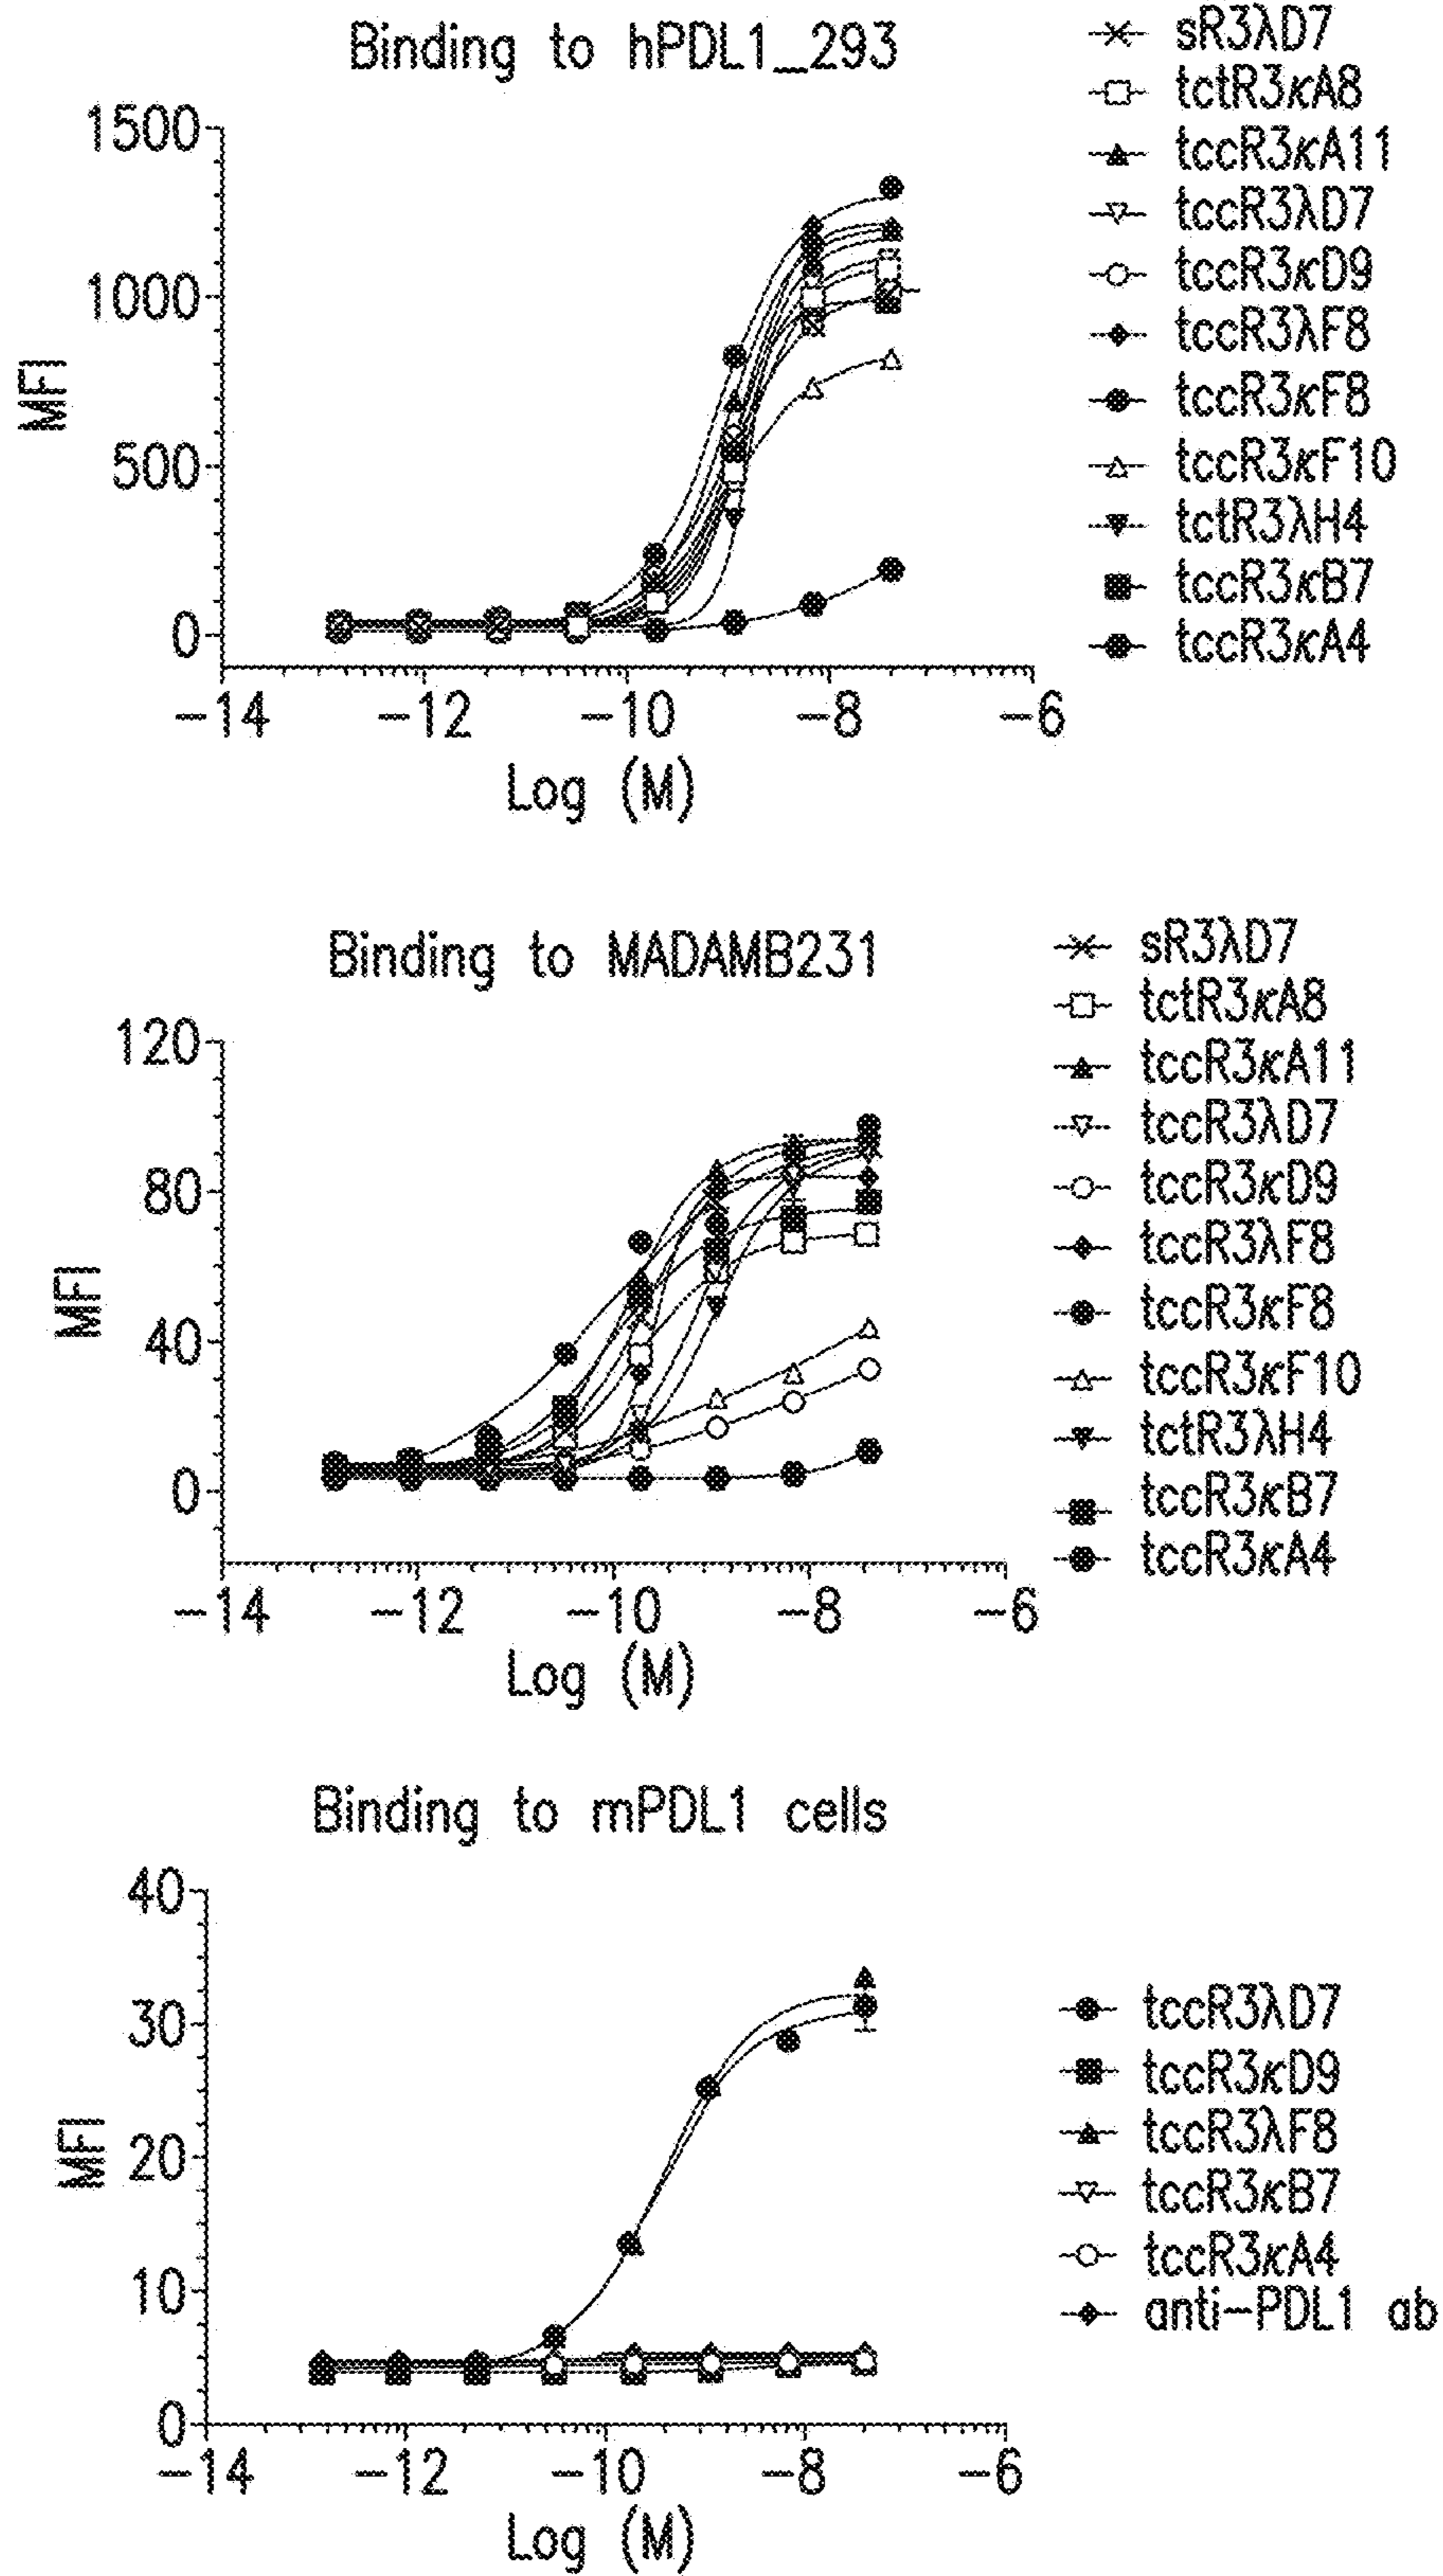 Binding to hPDL1_293
MFI
1500
1000
500
0
−14 −12 −10 −8 −6
Log (M)
sR3λD7
tctR3κA8
tccR3κA11
tccR3λD7
tccR3κD9
tccR3λF8
tccR3κF8
tccR3κF10
tctR3λH4
tccR3κB7
tccR3κA4
Binding to MADAMB231
MFI
120
80
40
0
−14 −12 −10 −8 −6
Log (M)
sR3λD7
tctR3κA8
tccR3κA11
tccR3λD7
tccR3κD9
tccR3λF8
tccR3κF8
tccR3κF10
tctR3λH4
tccR3κB7
tccR3κA4
Binding to mPDL1 cells
MFI
40
30
20
10
0
−14 −12 −10 −8 −6
Log (M)
tccR3λD7
tccR3κD9
tccR3λF8
tccR3κB7
tccR3κA4
anti−PDL1 ab